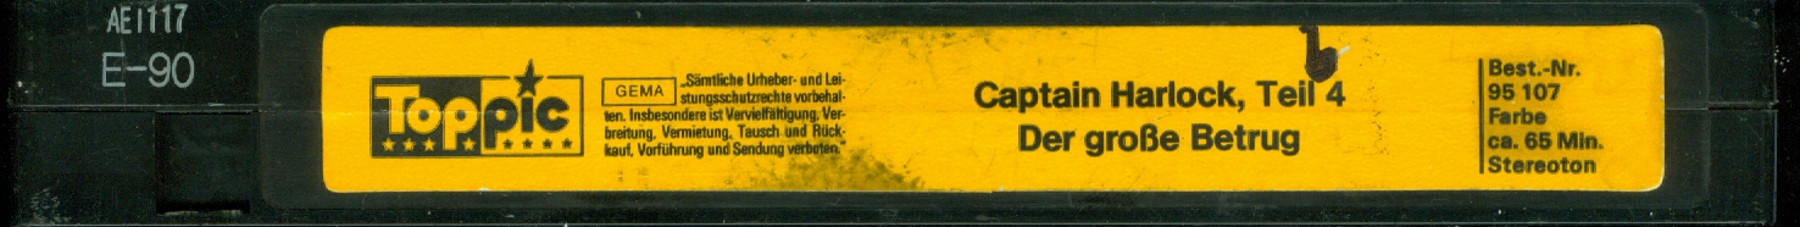 AE1117
E-90
Toppic
GEMA
„Sämtliche Urheber- und Lei-
stungsschutzrechte vorbehal-
ten. Insbesondere ist Vervielfältigung, Ver-
breitung, Vermietung, Tausch und Rück-
kauf, Vorführung und Sendung verboten.“
b
Captain Harlock, Teil 4
Der große Betrug
Best.-Nr.
95 107
Farbe
ca. 65 Min.
Stereoton